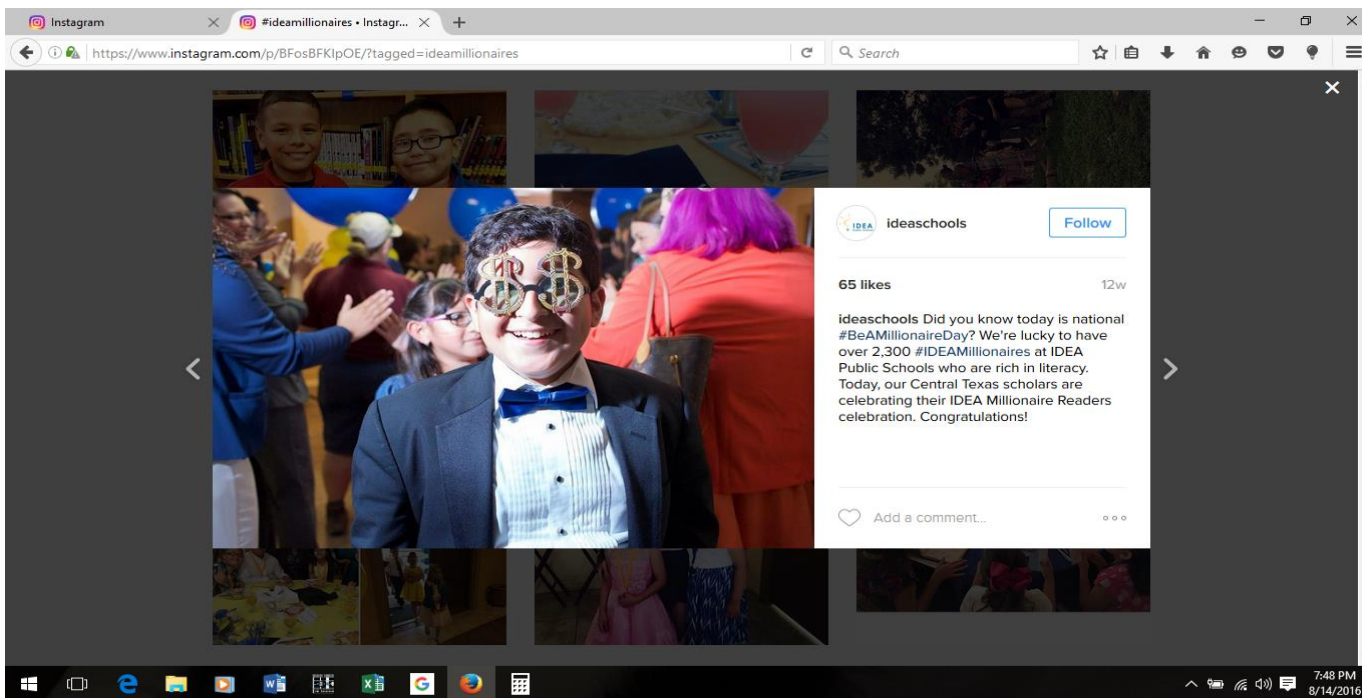 Instagram
#ideamillionaires • Instagr...
https://www.instagram.com/p/BFosBFKIpOE/?tagged=ideamillionaires
Search
IDEA
ideaschools
Follow
65 likes
12w
ideaschools Did you know today is national
#BeAMillionaireDay? We're lucky to have
over 2,300 #IDEAMillionaires at IDEA
Public Schools who are rich in literacy.
Today, our Central Texas scholars are
celebrating their IDEA Millionaire Readers
celebration. Congratulations!
Add a comment...
7:48 PM
8/14/2016